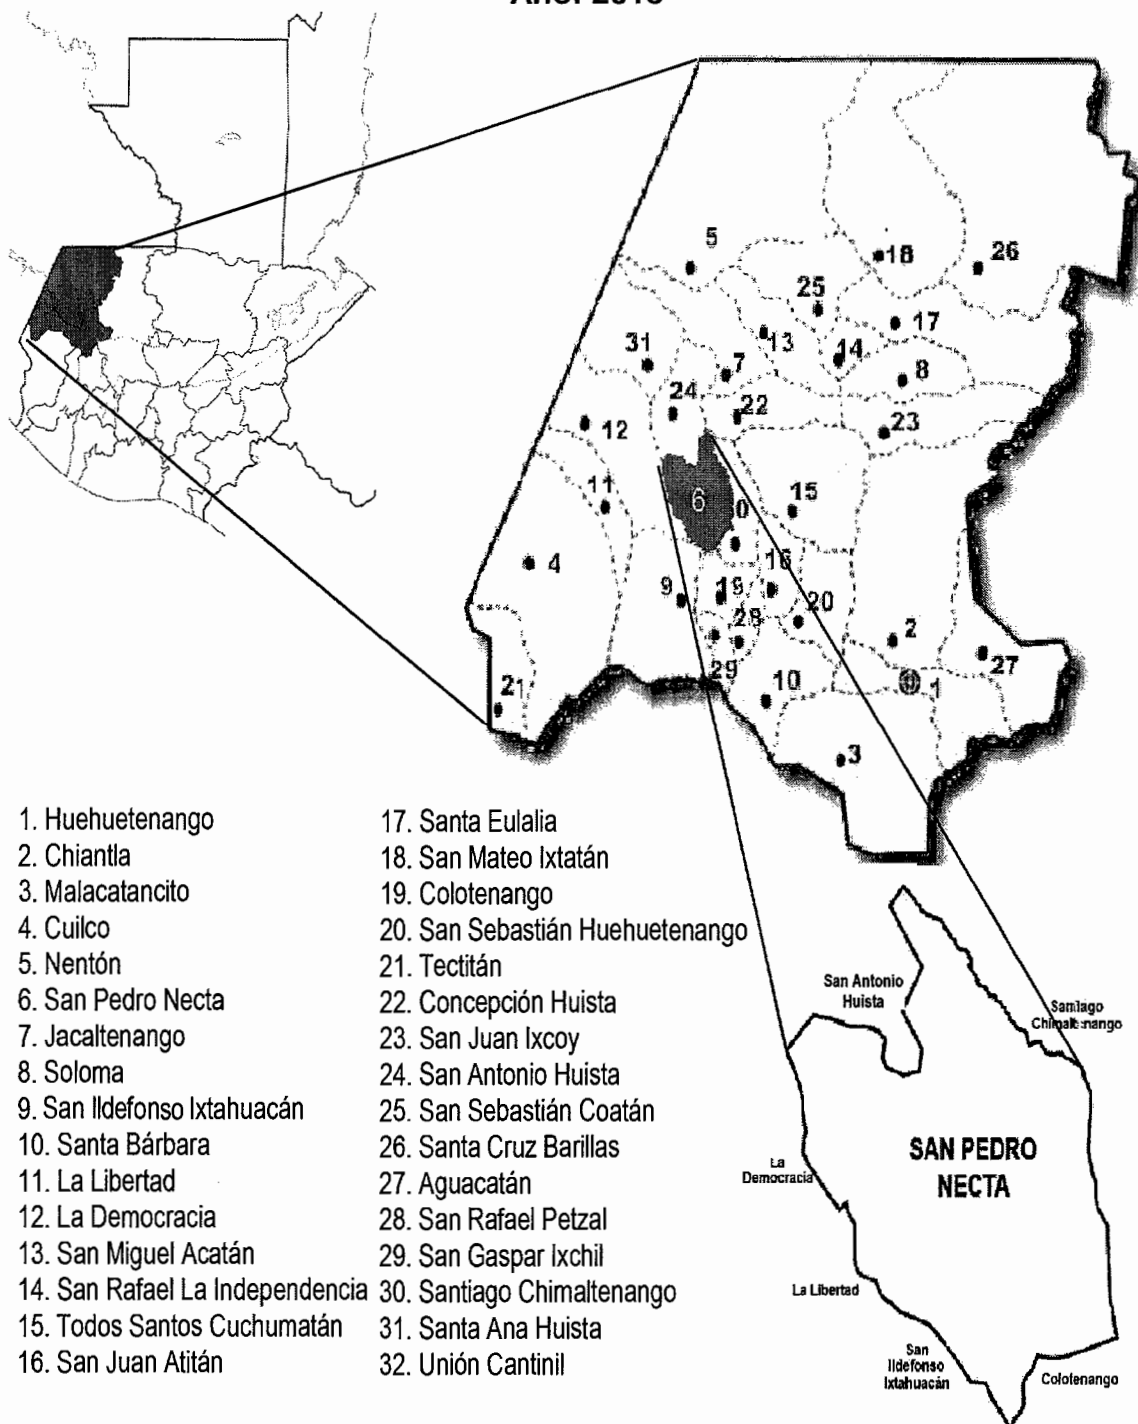 5
18
26
25
17
13
14
31
7
8
24
22
23
12
6
11
15
4
16
9
19
20
28
2
27
29
21
10
1
3
1. Huehuetenango
2. Chiantla
3. Malacatancito
4. Cuilco
5. Nentón
6. San Pedro Necta
7. Jacaltenango
8. Soloma
9. San Ildefonso Ixtahuacán
10. Santa Bárbara
11. La Libertad
12. La Democracia
13. San Miguel Acatán
14. San Rafael La Independencia
15. Todos Santos Cuchumatán
16. San Juan Atitán
17. Santa Eulalia
18. San Mateo Ixtatán
19. Colotenango
20. San Sebastián Huehuetenango
21. Tectitán
22. Concepción Huista
23. San Juan Ixcoy
24. San Antonio Huista
25. San Sebastián Coatán
26. Santa Cruz Barillas
27. Aguacatán
28. San Rafael Petzal
29. San Gaspar Ixchil
30. Santiago Chimaltenango
31. Santa Ana Huista
32. Unión Cantinil
San Antonio
Huista
Santiago
Chimaltenango
La
Democracia
SAN PEDRO
NECTA
La Libertad
San
Ildefonso
Ixtahuacán
Colotenango